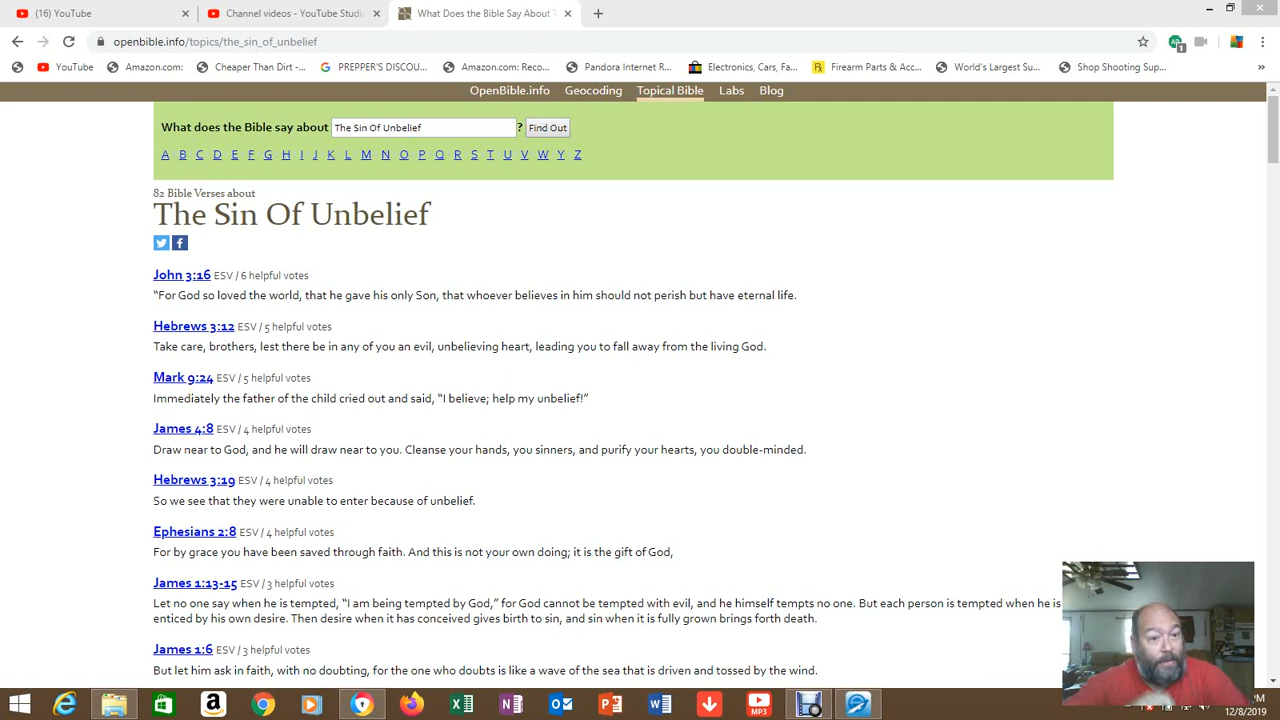 (16) YouTube
Channel videos - YouTube Studi
What Does the Bible Say About T
openbible.info/topics/the_sin_of_unbelief
YouTube
Amazon.com:
Cheaper Than Dirt -...
PREPPER'S DISCOU...
Amazon.com: Reco...
Pandora Internet R...
Electronics, Cars, Fa...
Firearm Parts & Acc...
World's Largest Su...
Shop Shooting Sup...
»
OpenBible.info Geocoding Topical Bible Labs Blog
What does the Bible say about The Sin Of Unbelief ? Find Out
A B C D E F G H I J K L M N O P Q R S T U V W Y Z
82 Bible Verses about
The Sin Of Unbelief
John 3:16 ESV / 6 helpful votes
“For God so loved the world, that he gave his only Son, that whoever believes in him should not perish but have eternal life.
Hebrews 3:12 ESV / 5 helpful votes
Take care, brothers, lest there be in any of you an evil, unbelieving heart, leading you to fall away from the living God.
Mark 9:24 ESV / 5 helpful votes
Immediately the father of the child cried out and said, “I believe; help my unbelief!”
James 4:8 ESV / 4 helpful votes
Draw near to God, and he will draw near to you. Cleanse your hands, you sinners, and purify your hearts, you double-minded.
Hebrews 3:19 ESV / 4 helpful votes
So we see that they were unable to enter because of unbelief.
Ephesians 2:8 ESV / 4 helpful votes
For by grace you have been saved through faith. And this is not your own doing; it is the gift of God,
James 1:13-15 ESV / 3 helpful votes
Let no one say when he is tempted, “I am being tempted by God,” for God cannot be tempted with evil, and he himself tempts no one. But each person is tempted when he is
enticed by his own desire. Then desire when it has conceived gives birth to sin, and sin when it is fully grown brings forth death.
James 1:6 ESV / 3 helpful votes
But let him ask in faith, with no doubting, for the one who doubts is like a wave of the sea that is driven and tossed by the wind.
MP3
12/8/2019